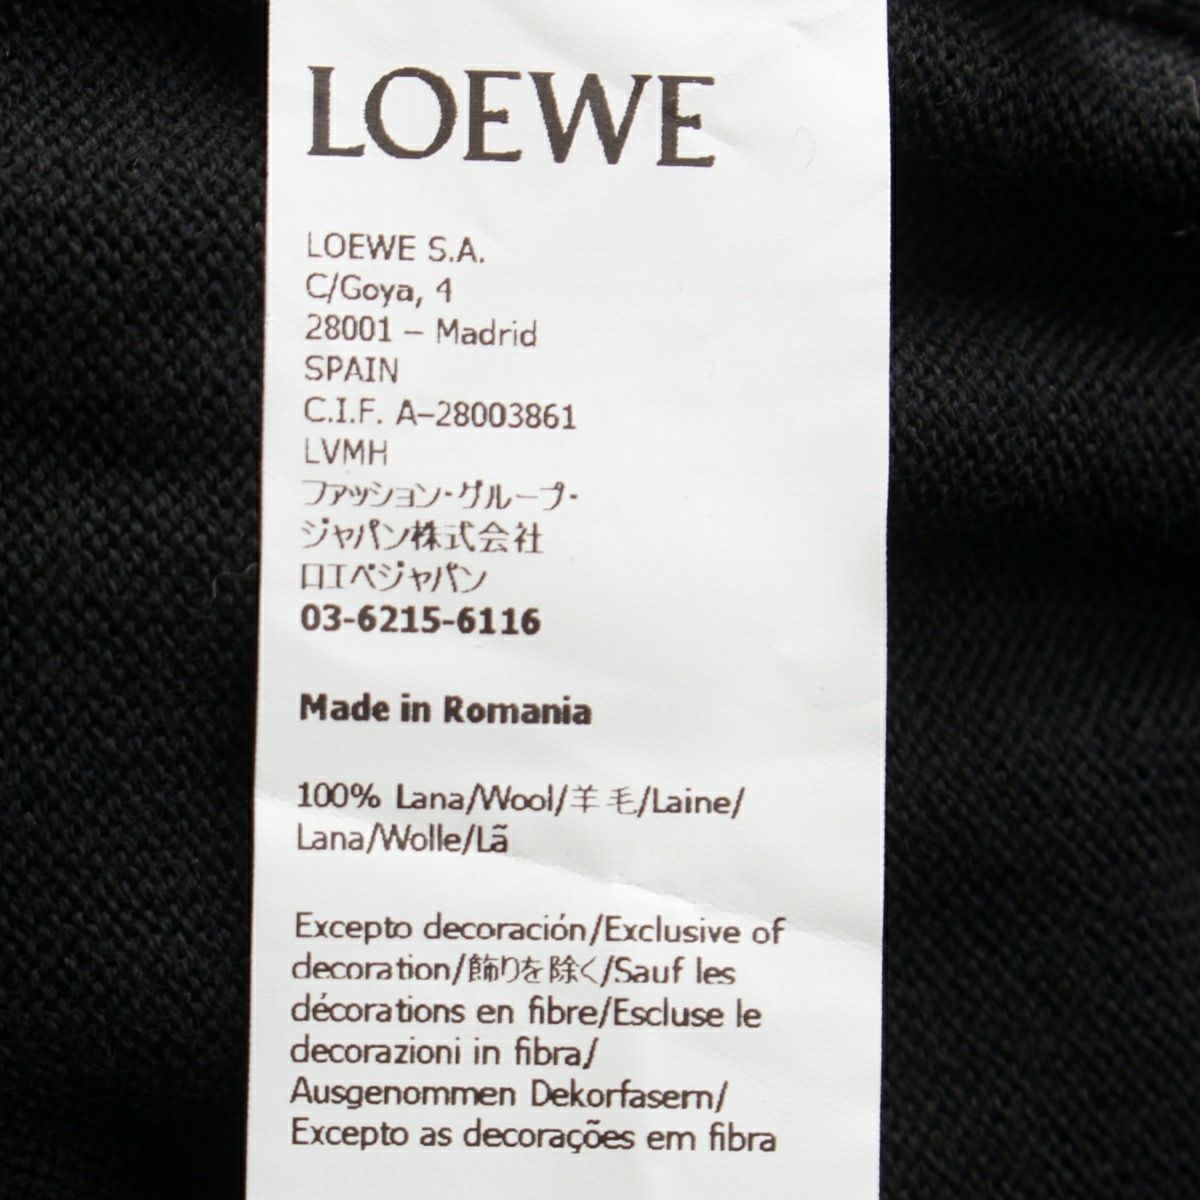 LOEWE
LOEWE S.A.
C/Goya, 4
28001 – Madrid
SPAIN
C.I.F. A–28003861
LVMH
ファッション・グループ・
ジャパン株式会社
ロエベジャパン
03-6215-6116
Made in Romania
100% Lana/Wool/羊毛/Laine/
Lana/Wolle/Lã
Excepto decoración/Exclusive of
decoration/飾りを除く/Sauf les
décorations en fibre/Escluse le
decorazioni in fibra/
Ausgenommen Dekorfasern/
Excepto as decorações em fibra